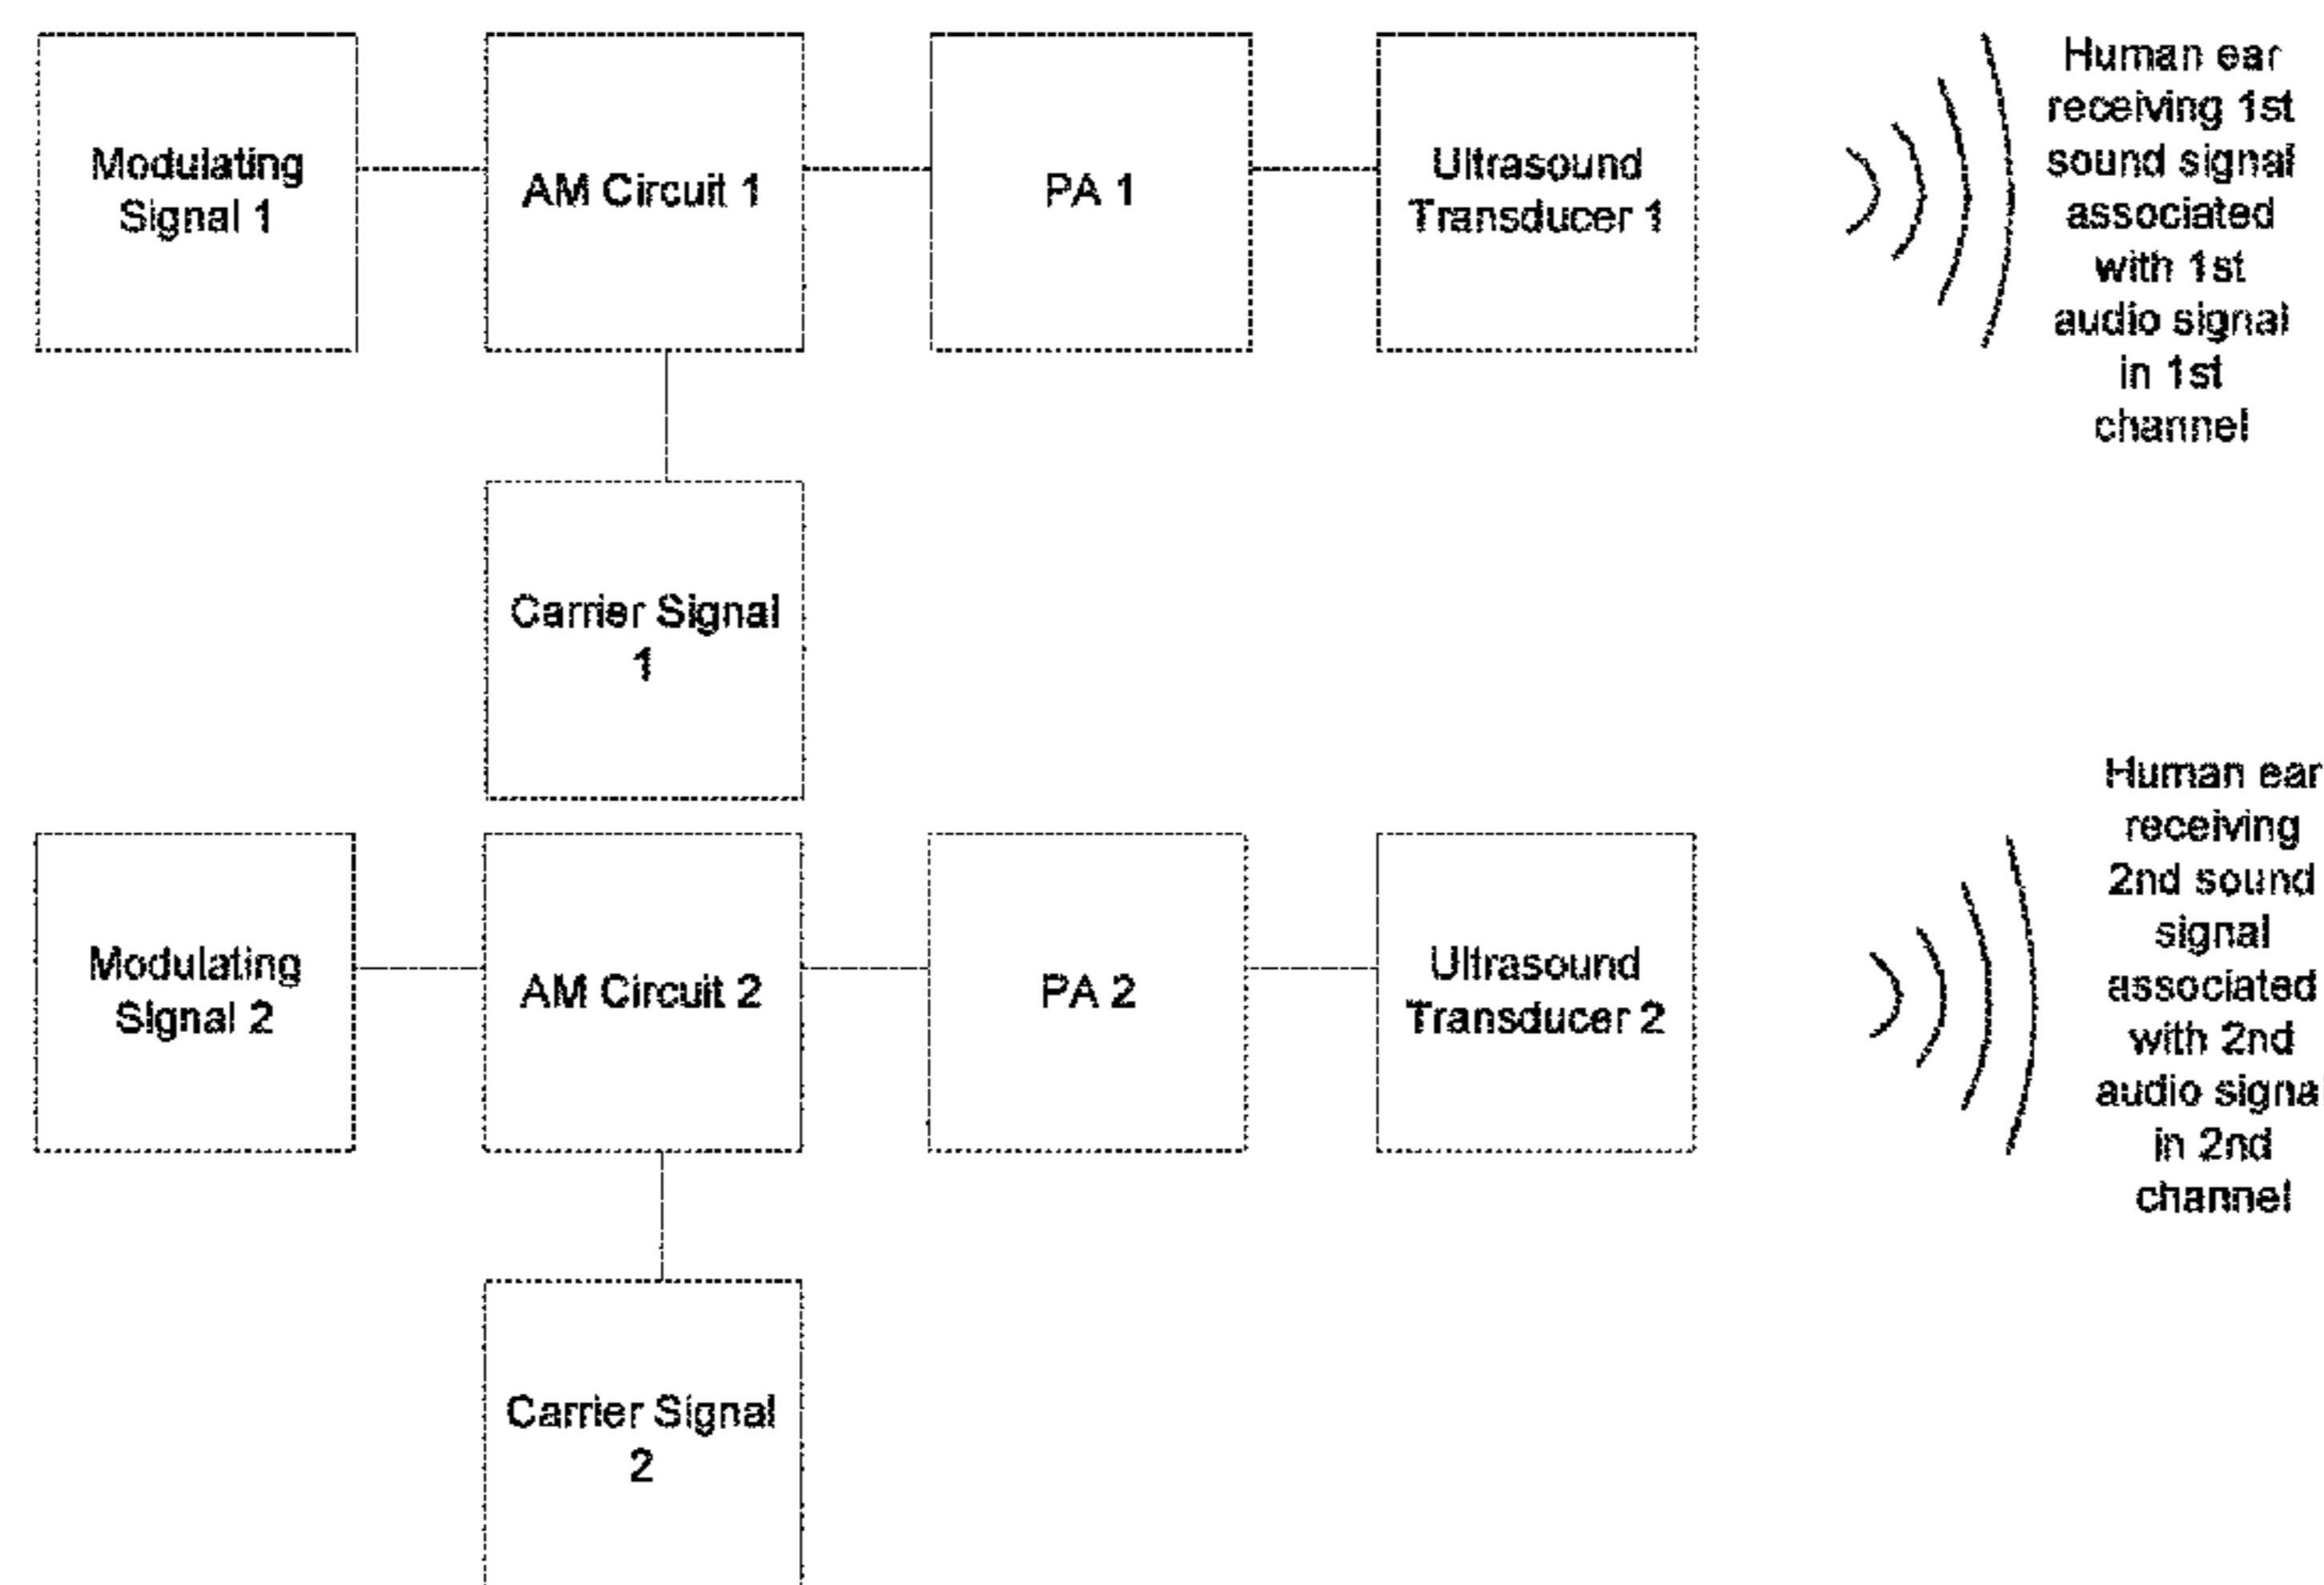 Modulating
Signal 1
AM Circuit 1
PA 1
Ultrasound
Transducer 1
Human ear
receiving 1st
sound signal
associated
with 1st
audio signal
in 1st
channel
Carrier Signal
1
Modulating
Signal 2
AM Circuit 2
PA 2
Ultrasound
Transducer 2
Human ear
receiving
2nd sound
signal
associated
with 2nd
audio signal
in 2nd
channel
Carrier Signal
2